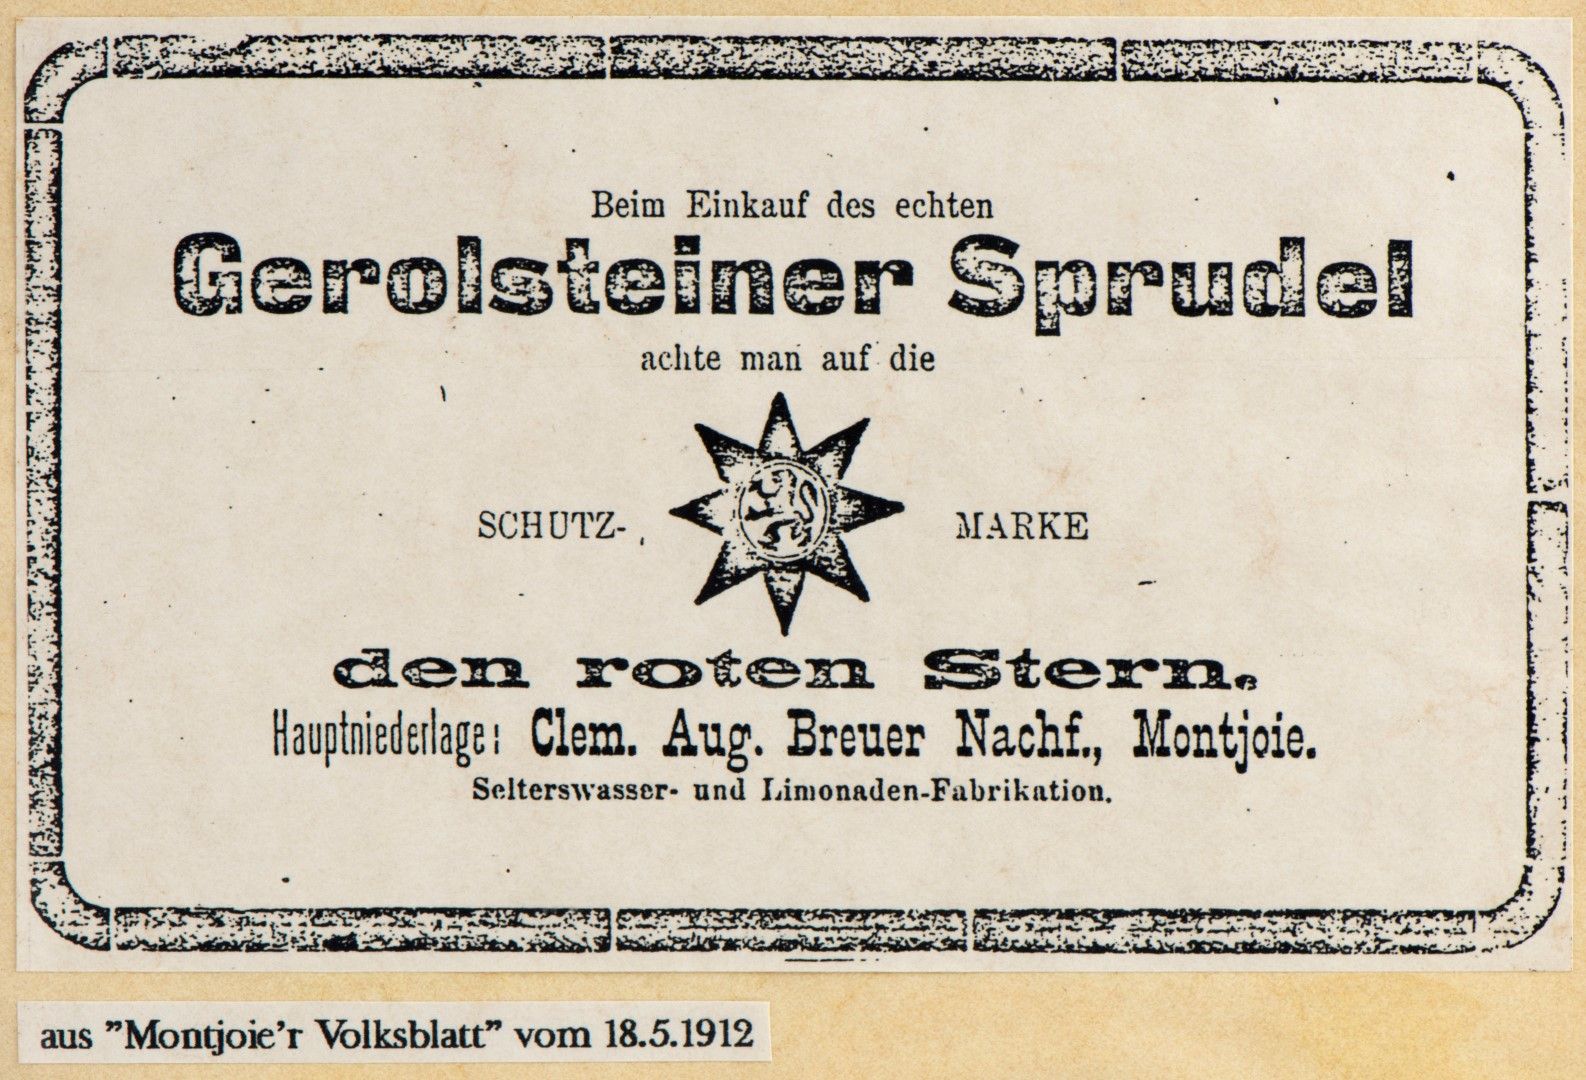 Beim Einkauf des echten
Gerolsteiner Sprudel
achte man auf die
SCHUTZ- MARKE
den roten Stern.
Hauptniederlage: Clem. Aug. Breuer Nachf., Montjoie.
Selterswasser- und Limonaden-Fabrikation.
aus "Montjoie'r Volksblatt" vom 18.5.1912